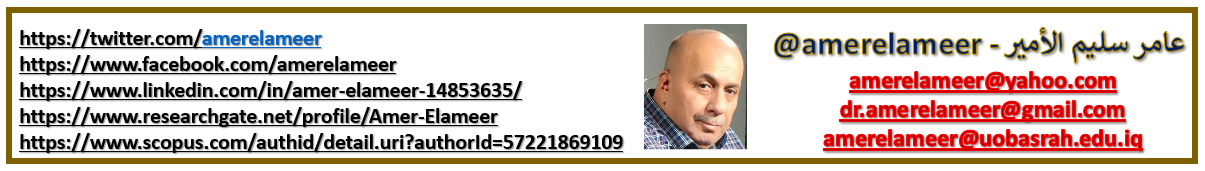 https://twitter.com/amerelameer
https://www.facebook.com/amerelameer
https://www.linkedin.com/in/amer-elameer-14853635/
https://www.researchgate.net/profile/Amer-Elameer
https://www.scopus.com/authid/detail.uri?authorId=57221869109
عامر سليم الأمير - @amerelameer
amerelameer@yahoo.com
dr.amerelameer@gmail.com
amerelameer@uobasrah.edu.iq